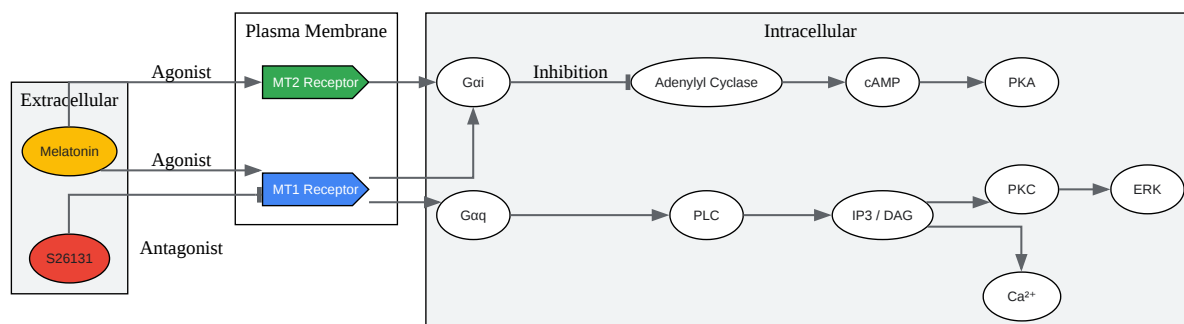 Plasma Membrane
Intracellular
Extracellular
Agonist
MT2 Receptor
Gαi
Inhibition
Adenylyl Cyclase
cAMP
PKA
Melatonin
Agonist
MT1 Receptor
Gαq
PLC
IP3 / DAG
PKC
ERK
S26131
Antagonist
Ca²⁺